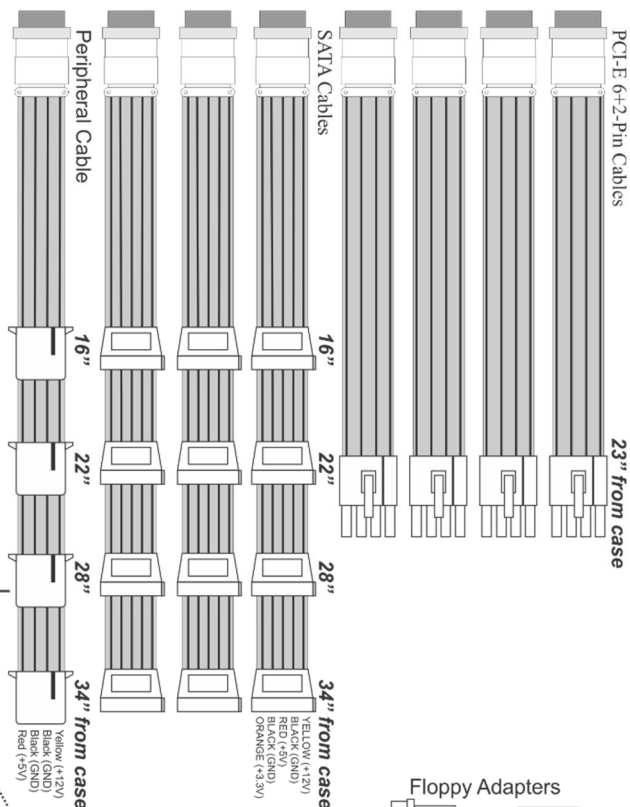 PCI-E 6+2-Pin Cables
23” from case
SATA Cables
16”
22”
28”
34” from case
YELLOW (+12V)
BLACK (GND)
RED (+5V)
BLACK (GND)
ORANGE (+3.3V)
Peripheral Cable
16”
22”
28”
34” from case
Yellow (+12V)
Black (GND)
Black (GND)
Red (+5V)
Floppy Adapters